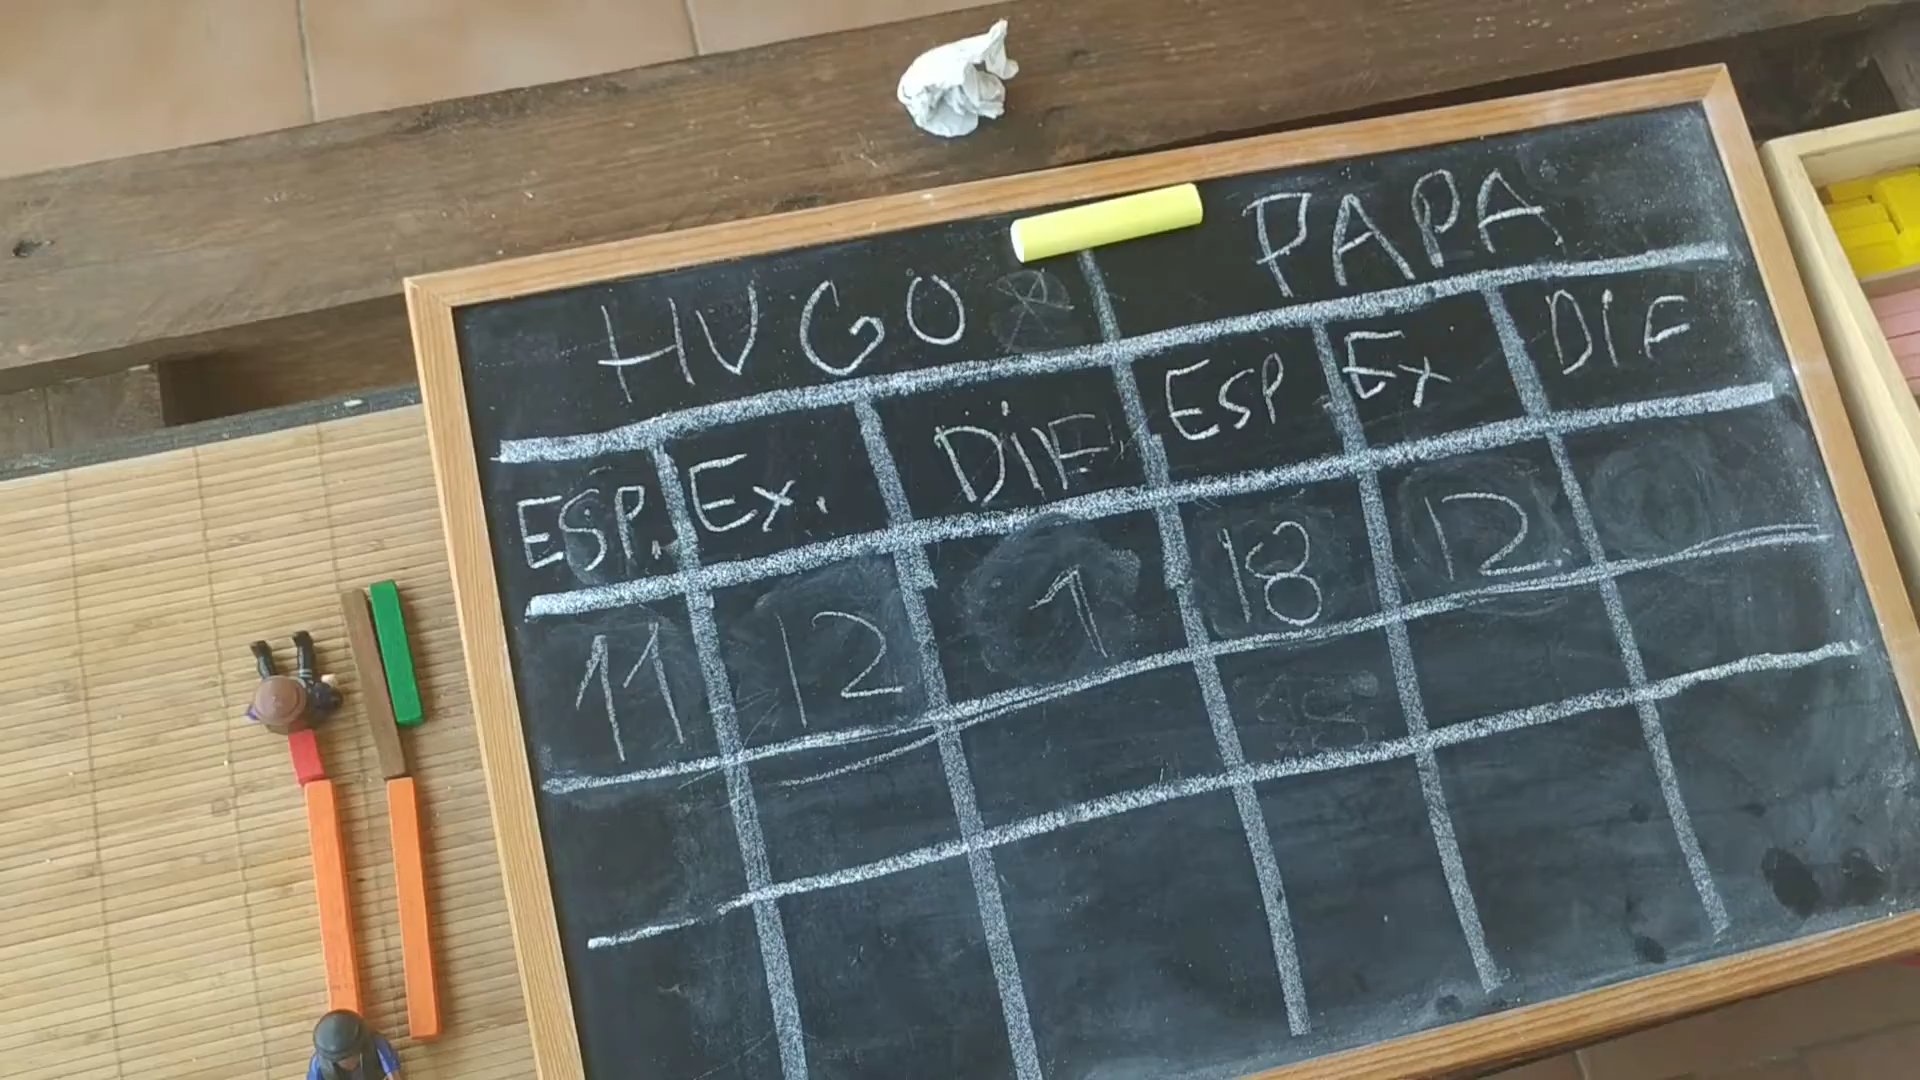 HUGO PAPA
ESP. Ex. DiF ESP. Ex DiF
11 12 1 18 12